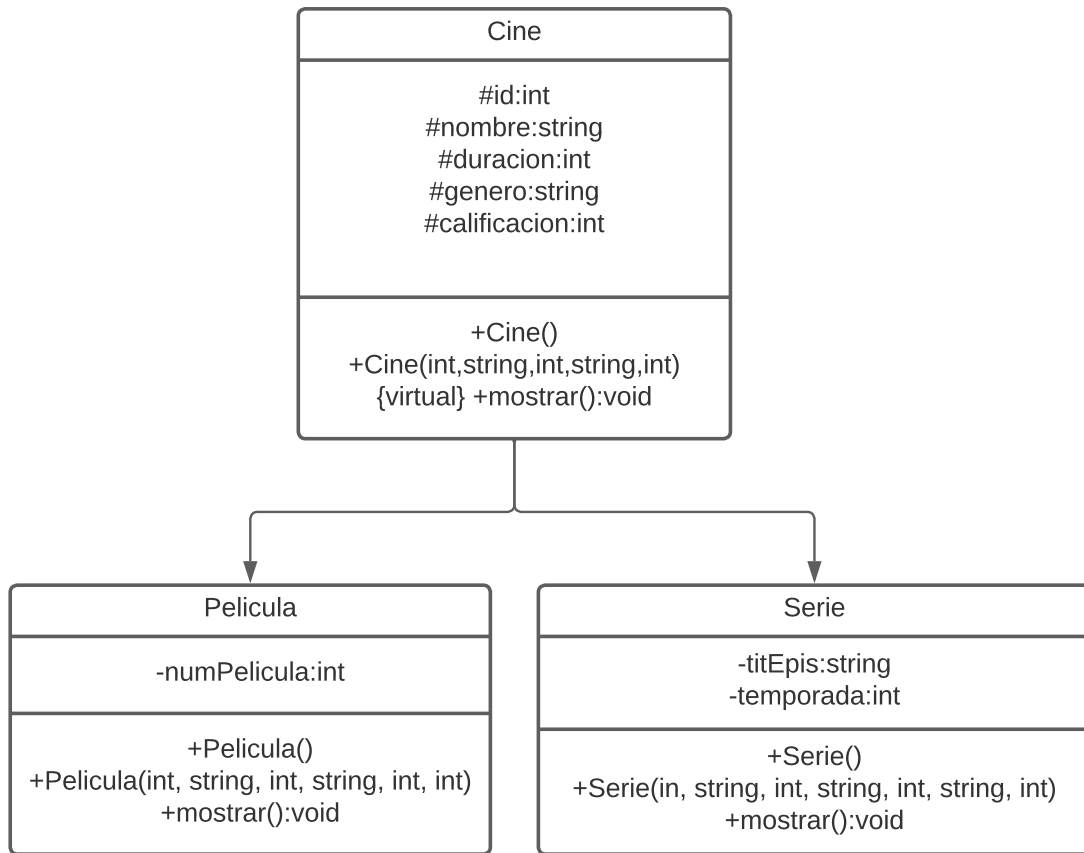 Cine
#id:int
#nombre:string
#duracion:int
#genero:string
#calificacion:int
+Cine()
+Cine(int,string,int,string,int)
{virtual} +mostrar():void
Pelicula
-numPelicula:int
+Pelicula()
+Pelicula(int, string, int, string, int, int)
+mostrar():void
Serie
-titEpis:string
-temporada:int
+Serie()
+Serie(in, string, int, string, int, string, int)
+mostrar():void